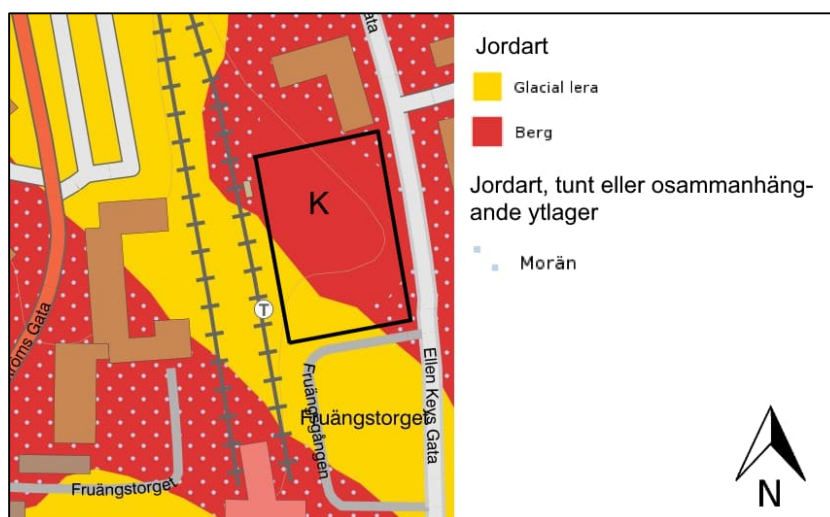 Jordart
Glacial lera
Berg
Jordart, tunt eller osammanhäng-
ande ytlager
Morän
N
K
T
Ellen Keys Gata
Fruängsgången
Fruängstorget
Fruängstorget